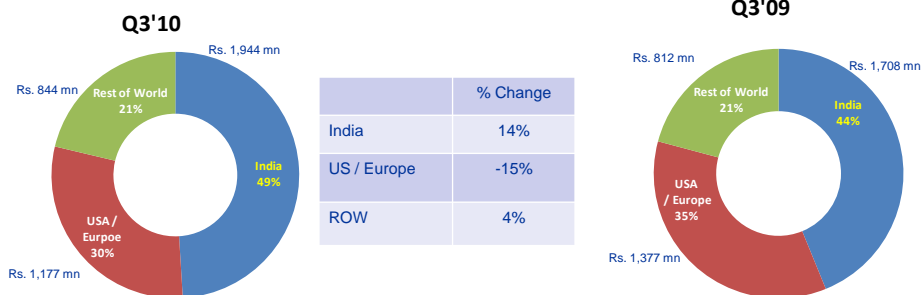 Q3'10
Rs. 1,944 mn
Rs. 844 mn
Rest of World
21%
India
49%
USA /
Eurpoe
30%
Rs. 1,177 mn
% Change
India 14%
US / Europe -15%
ROW 4%
Q3'09
Rs. 812 mn
Rs. 1,708 mn
Rest of World
21%
India
44%
USA
/ Europe
35%
Rs. 1,377 mn